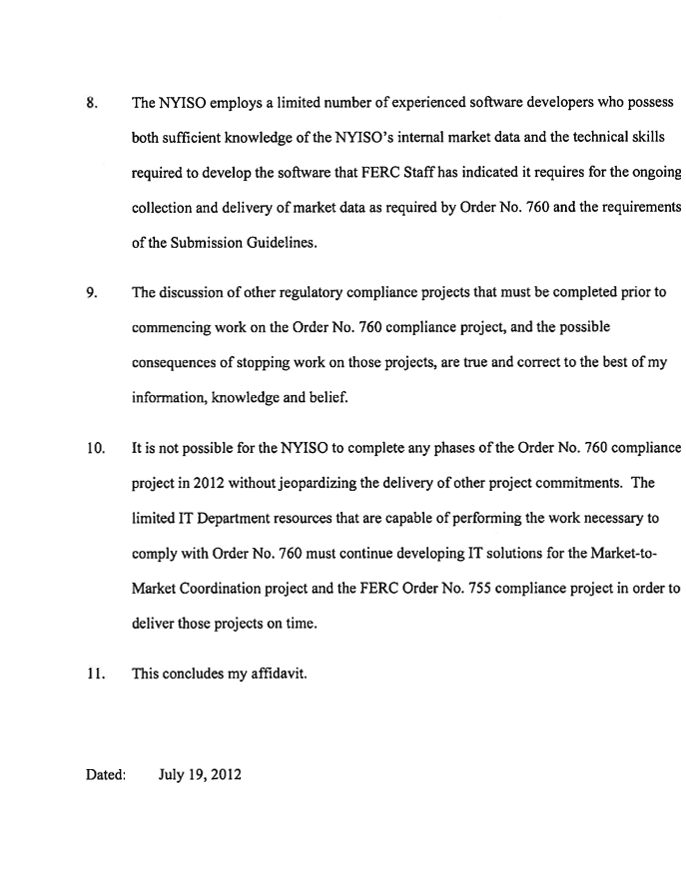 8. The NYISO employs a limited number of experienced software developers who possess
both sufficient knowledge of the NYISO's internal market data and the technical skills
required to develop the software that FERC Staff has indicated it requires for the ongoing
collection and delivery of market data as required by Order No. 760 and the requirements
of the Submission Guidelines.
9. The discussion of other regulatory compliance projects that must be completed prior to
commencing work on the Order No. 760 compliance project, and the possible
consequences of stopping work on those projects, are true and correct to the best of my
information, knowledge and belief.
10. It is not possible for the NYISO to complete any phases of the Order No. 760 compliance
project in 2012 without jeopardizing the delivery of other project commitments. The
limited IT Department resources that are capable of performing the work necessary to
comply with Order No. 760 must continue developing IT solutions for the Market-to-
Market Coordination project and the FERC Order No. 755 compliance project in order to
deliver those projects on time.
11. This concludes my affidavit.
Dated: July 19, 2012